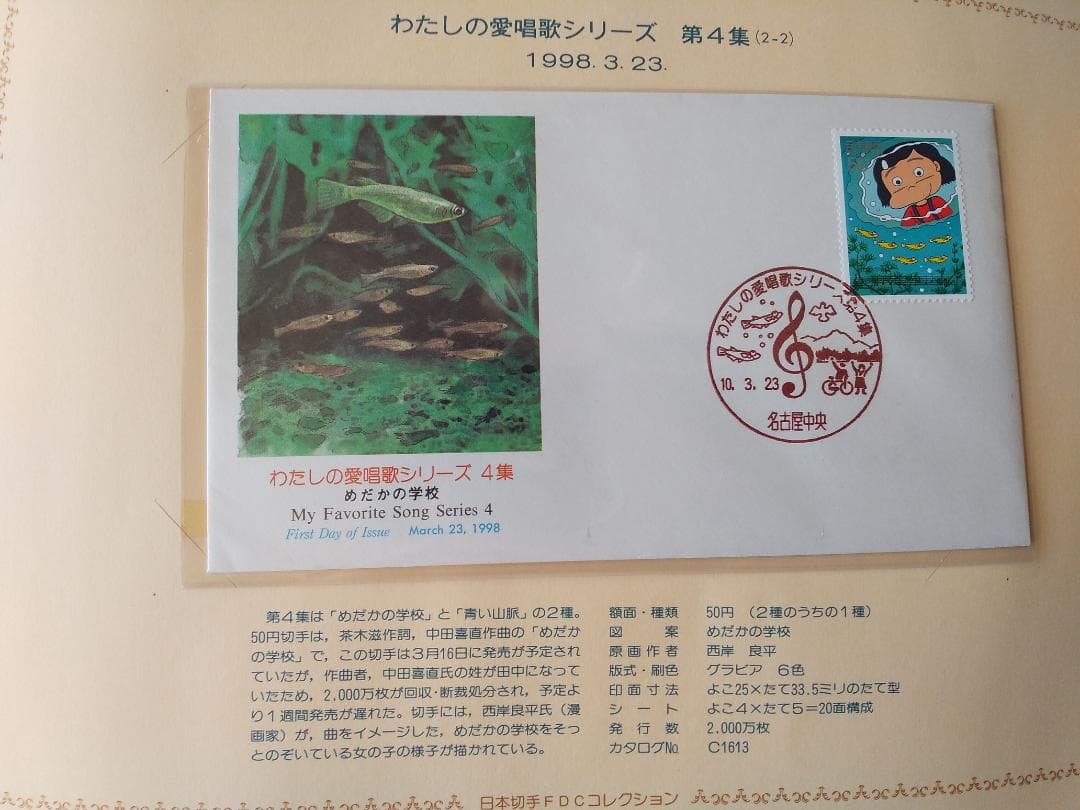 わたしの愛唱歌シリーズ 第4集(2-2)
1998. 3. 23.
わたしの愛唱歌シリーズ 第4集
10. 3. 23
名古屋中央
わたしの愛唱歌シリーズ 4集
めだかの学校
My Favorite Song Series 4
First Day of Issue March 23, 1998
第4集は「めだかの学校」と「青い山脈」の2種。
50円切手は,茶木滋作詞,中田喜直作曲の「めだか
の学校」で,この切手は3月16日に発売が予定され
ていたが,作曲者,中田喜直氏の姓が田中になって
いたため,2.000万枚が回収・断裁処分され,予定よ
り1週間発売が遅れた。切手には,西岸良平氏(漫
画家)が,曲をイメージした,めだかの学校をそっ
とのぞいている女の子の様子が描かれている。
額面・種類 50円 (2種のうちの1種)
図案 めだかの学校
原画作者 西岸 良平
版式・刷色 グラビア 6色
印面寸法 よこ25×たて33.5ミリのたて型
シート よこ4×たて5=20面構成
発行数 2.000万枚
カタログNo. C1613
日本切手FDCコレクション